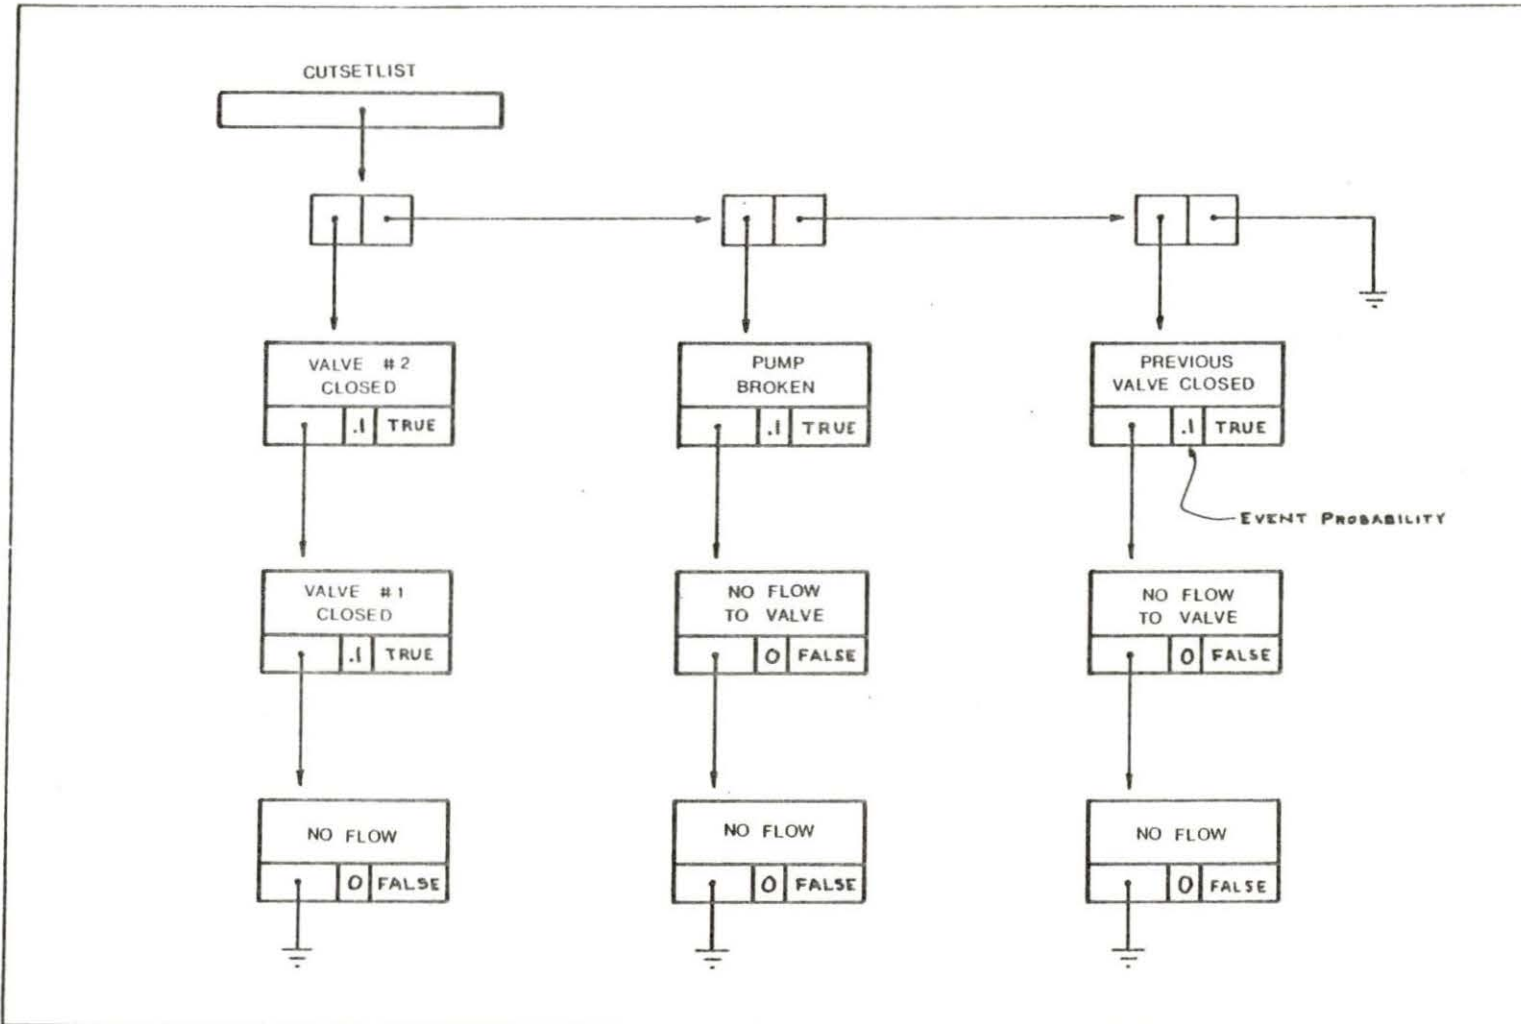 CUTSETLIST
VALVE #2
CLOSED
.1 TRUE
PUMP
BROKEN
.1 TRUE
PREVIOUS
VALVE CLOSED
.1 TRUE
EVENT PROBABILITY
VALVE #1
CLOSED
.1 TRUE
NO FLOW
TO VALVE
0 FALSE
NO FLOW
TO VALVE
0 FALSE
NO FLOW
0 FALSE
NO FLOW
0 FALSE
NO FLOW
0 FALSE